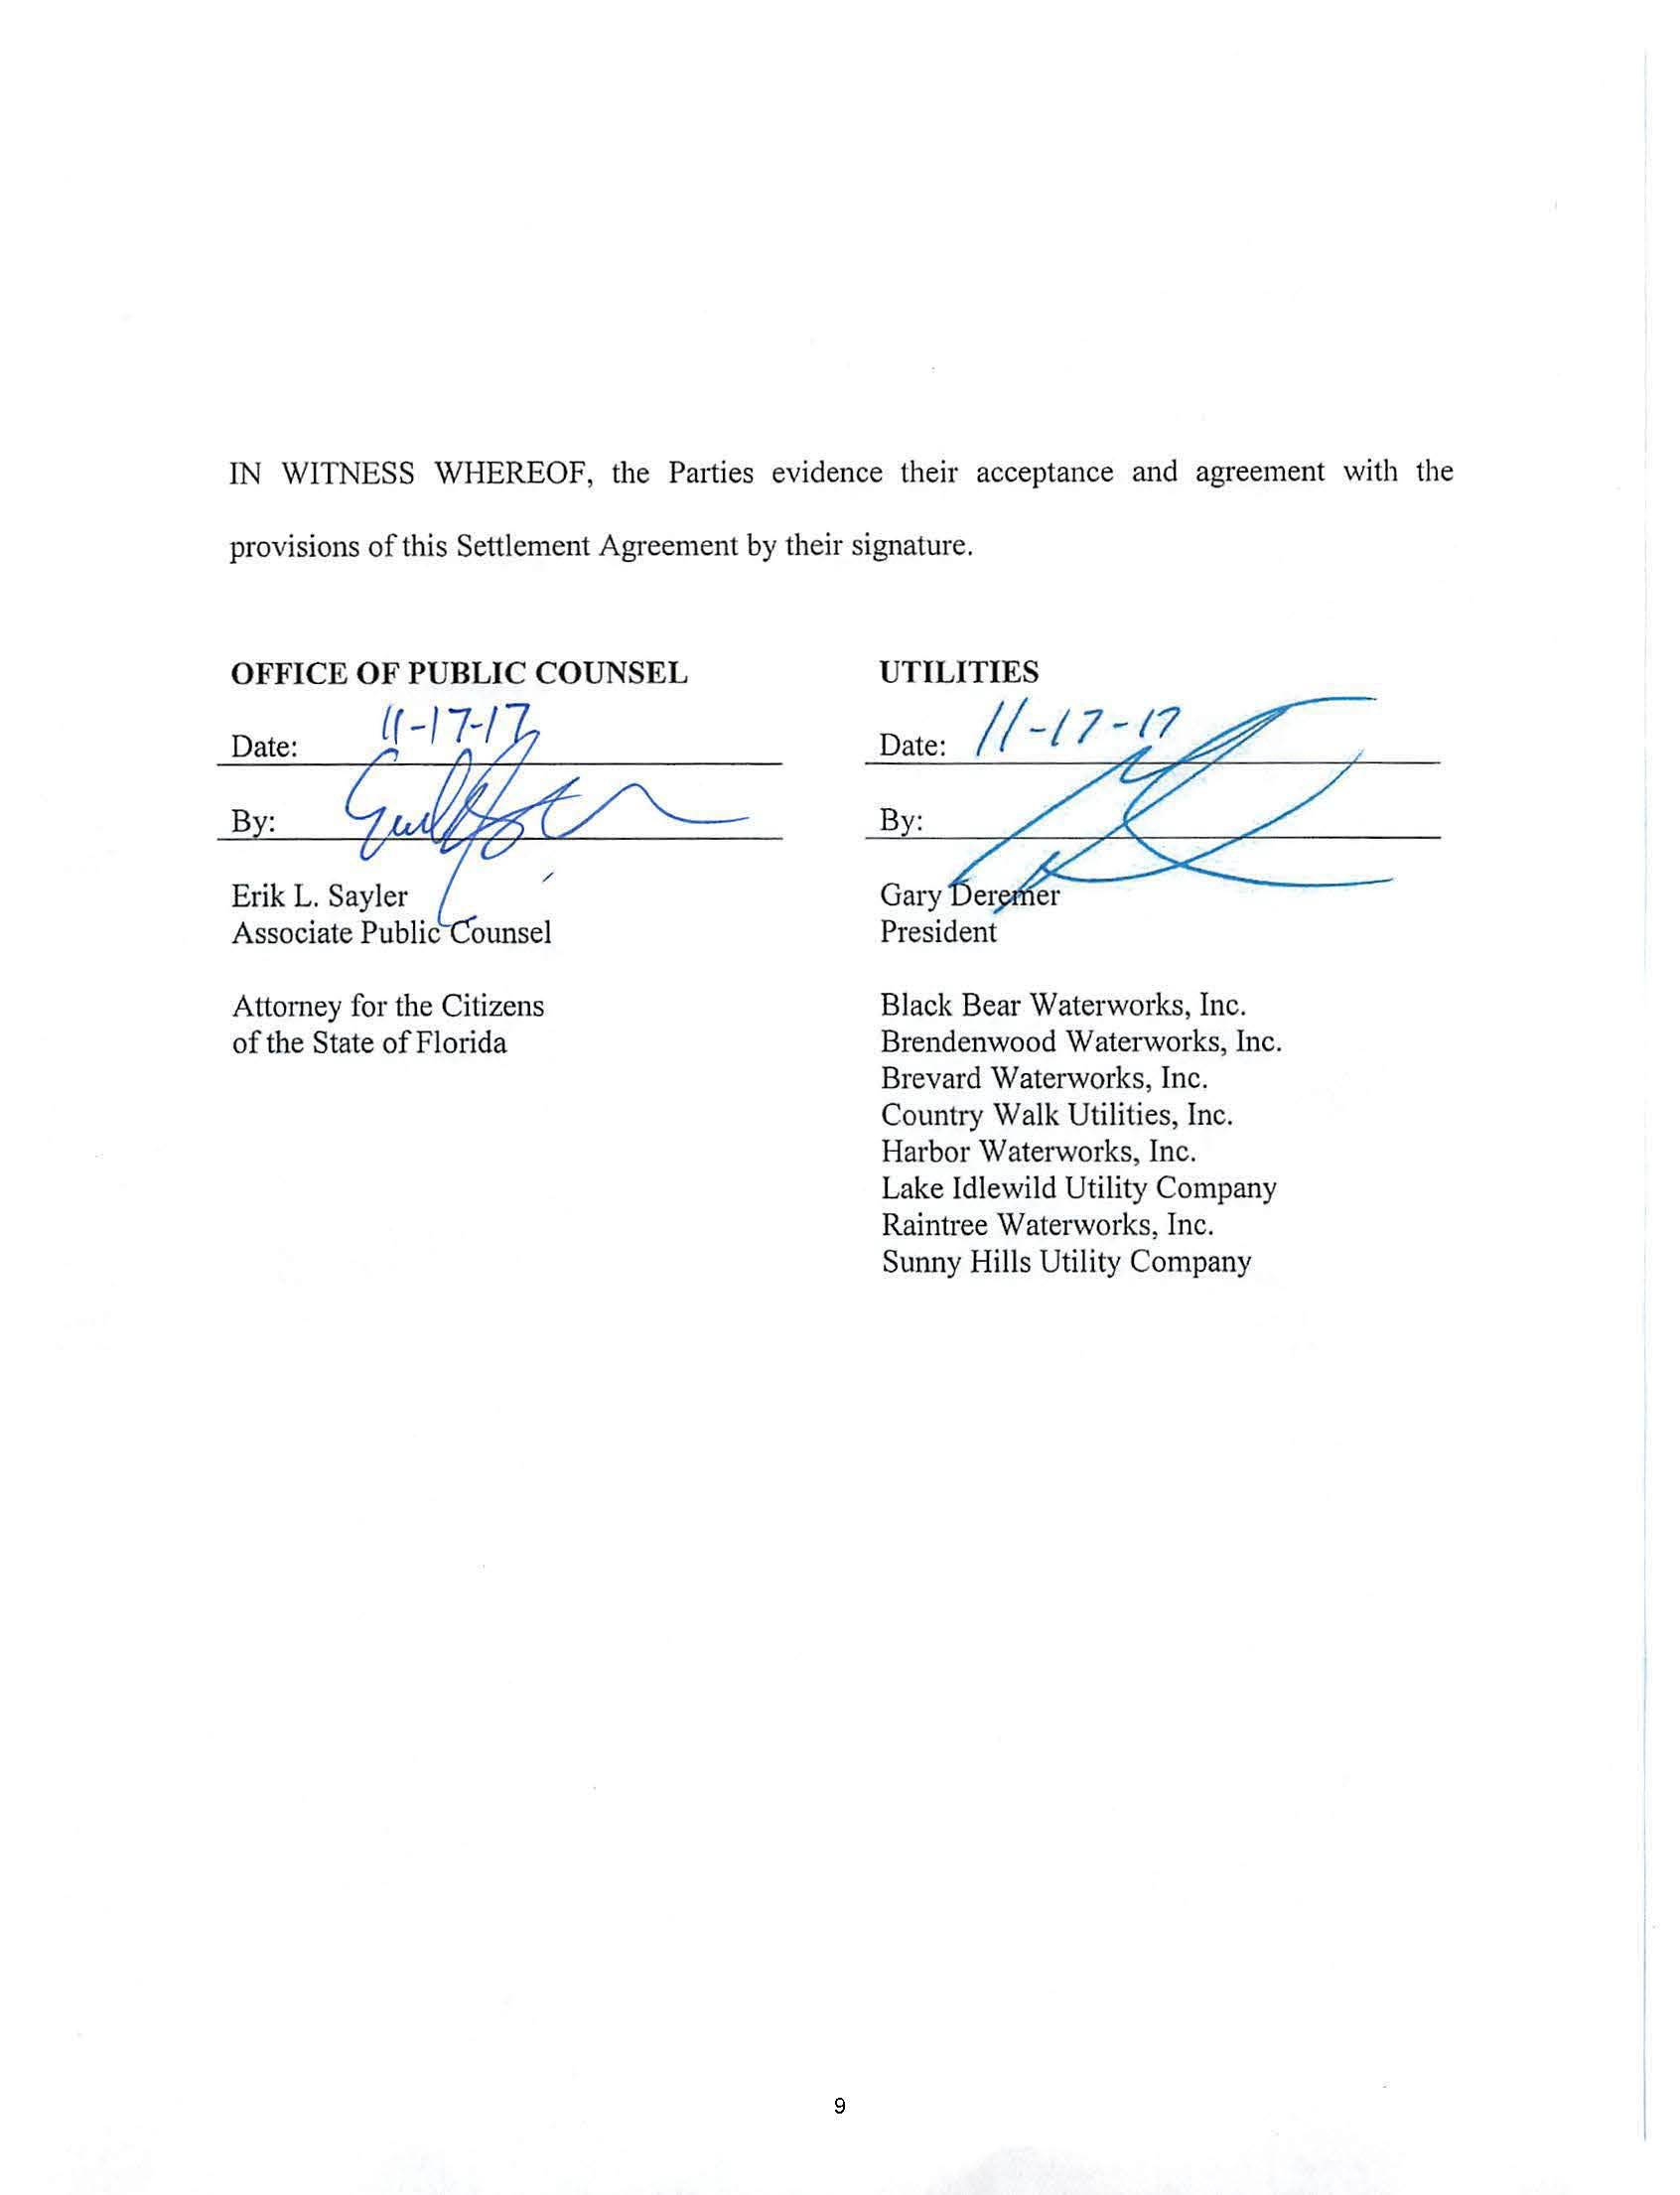 IN WITNESS WHEREOF, the Parties evidence their acceptance and agreement with the
provisions of this Settlement Agreement by their signature.
OFFICE OF PUBLIC COUNSEL
Date: 11-17-17
By:
Erik L. Sayler
Associate Public Counsel
Attorney for the Citizens
of the State of Florida
UTILITIES
Date: 11-17-17
By:
Gary Deremer
President
Black Bear Waterworks, Inc.
Brendenwood Waterworks, Inc.
Brevard Waterworks, Inc.
Country Walk Utilities, Inc.
Harbor Waterworks, Inc.
Lake Idlewild Utility Company
Raintree Waterworks, Inc.
Sunny Hills Utility Company
9